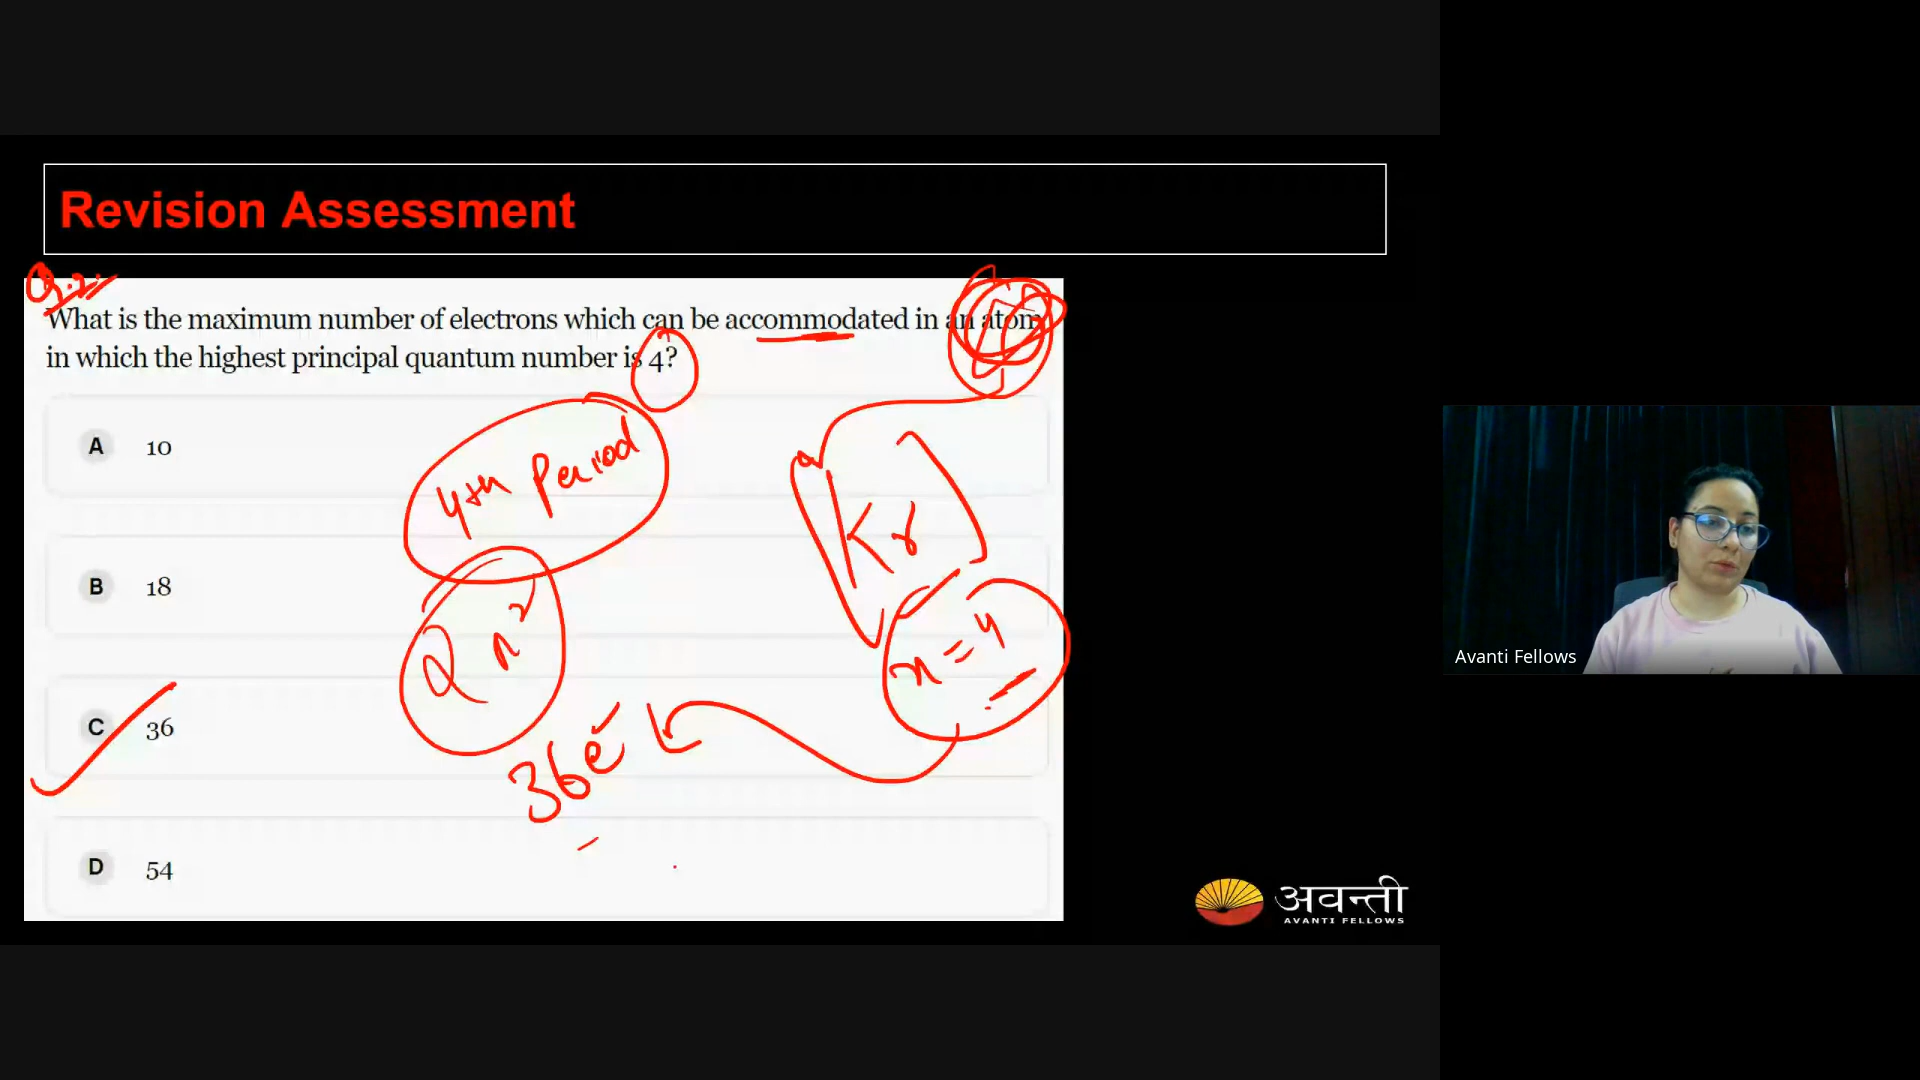 Revision Assessment
Q.2.
What is the maximum number of electrons which can be accommodated in an atom
in which the highest principal quantum number is 4?
A 10
4th Period
Kr
B 18
2n²
n=4
C 36
36e⁻
D 54
Avanti Fellows
अवन्ती
AVANTI FELLOWS